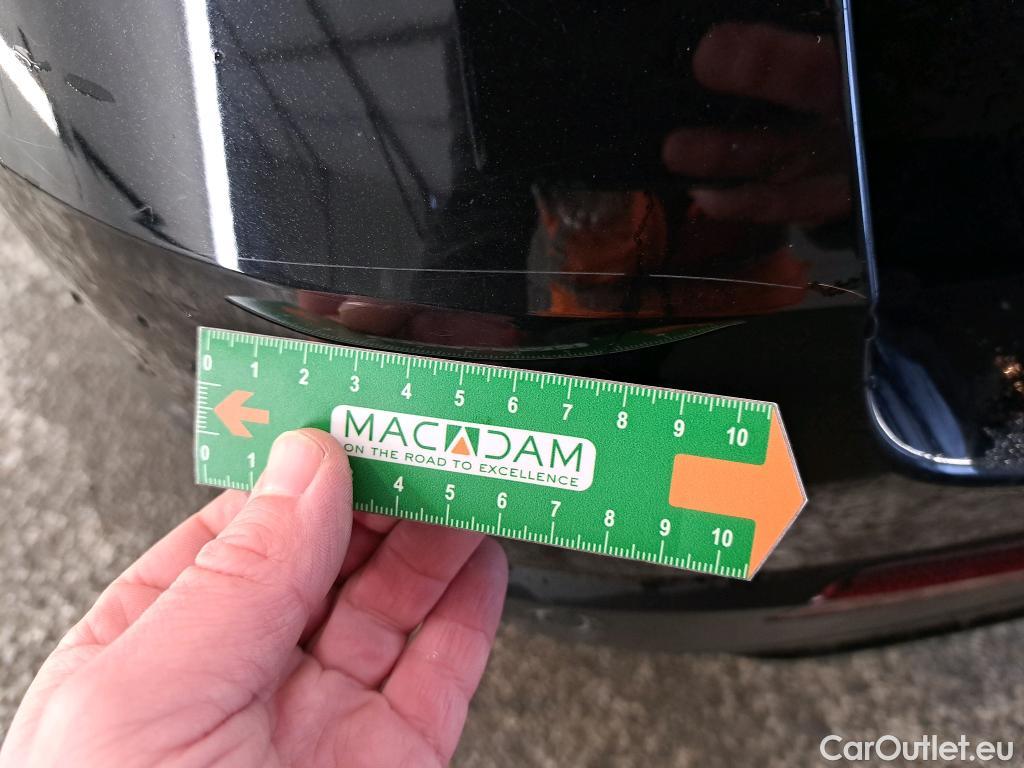 0 1 2 3 4 5 6 7 8 9 10
MACADAM
ON THE ROAD TO EXCELLENCE
0 1 4 5 6 7 8 9 10
CarOutlet.eu